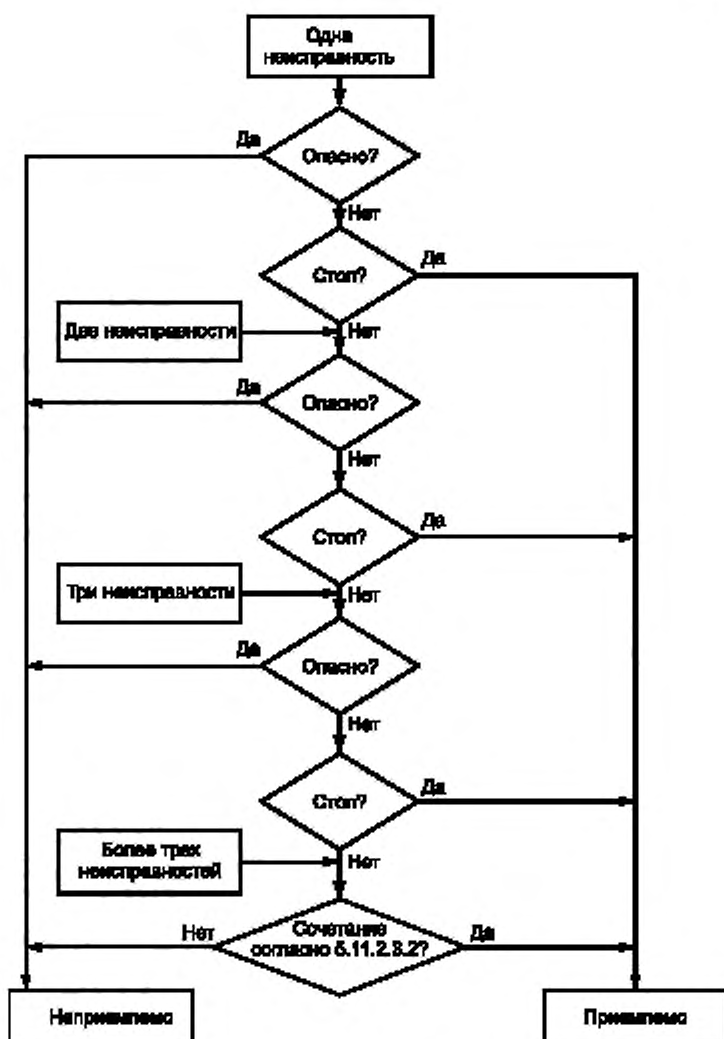 Одна
неисправность
Да
Опасно?
Нет
Стоп?
Да
Две неисправности
Нет
Да
Опасно?
Нет
Стоп?
Да
Три неисправности
Нет
Да
Опасно?
Нет
Стоп?
Да
Более трех
неисправностей
Нет
Нет
Сочетание
согласно 5.11.2.3.2?
Да
Неприемлемо
Приемлемо